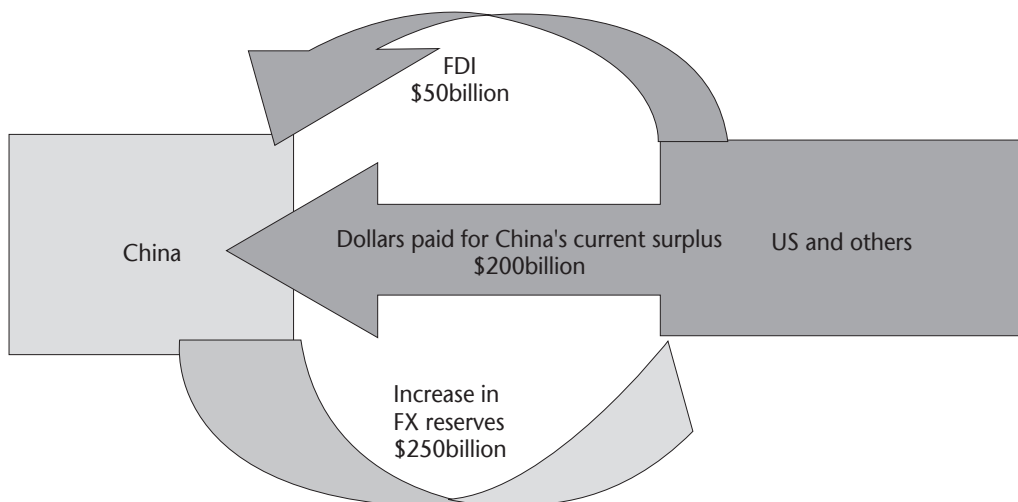 FDI
$50billion
China
Dollars paid for China's current surplus
$200billion
US and others
Increase in
FX reserves
$250billion